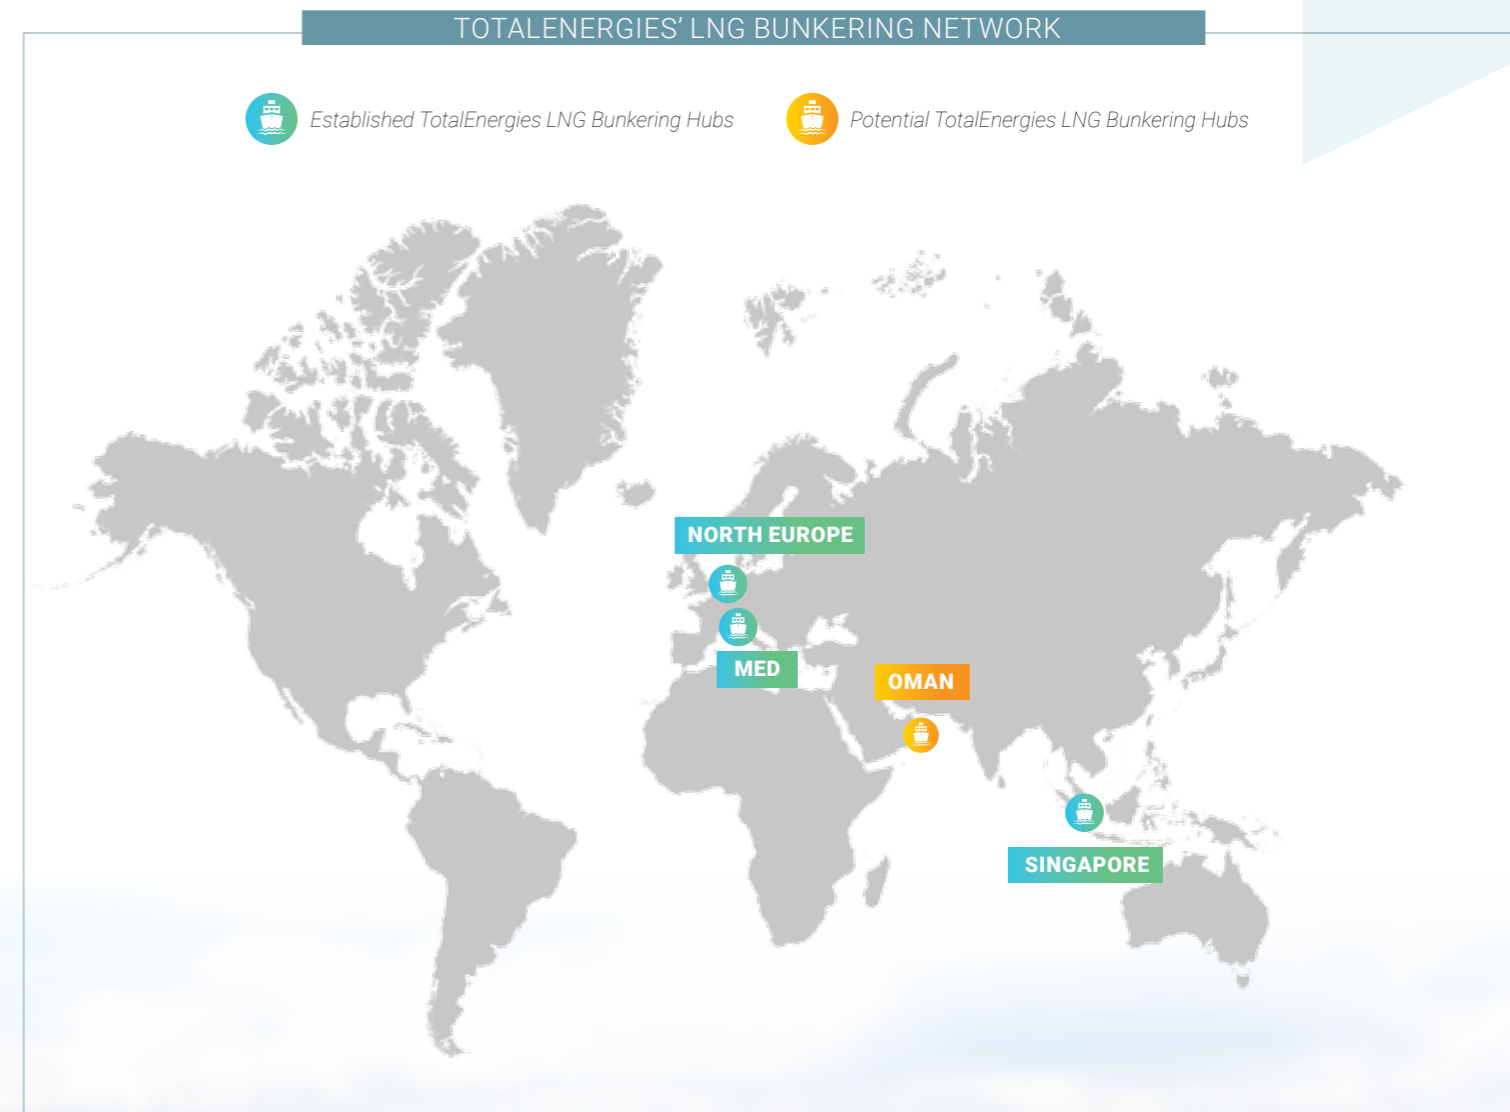 TOTALENERGIES’ LNG BUNKERING NETWORK
Established TotalEnergies LNG Bunkering Hubs
Potential TotalEnergies LNG Bunkering Hubs
NORTH EUROPE
MED
OMAN
SINGAPORE